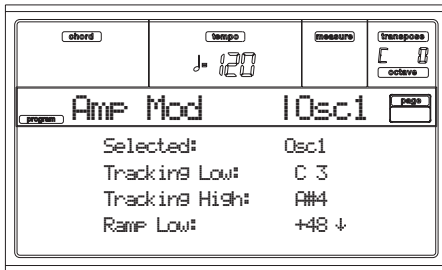 chord tempo measure transpose
♩= 120 C 0
octave
program Amp Mod |Osc1 page
Selected: Osc1
Tracking Low: C 3
Tracking High: A#4
Ramp Low: +48 ↓